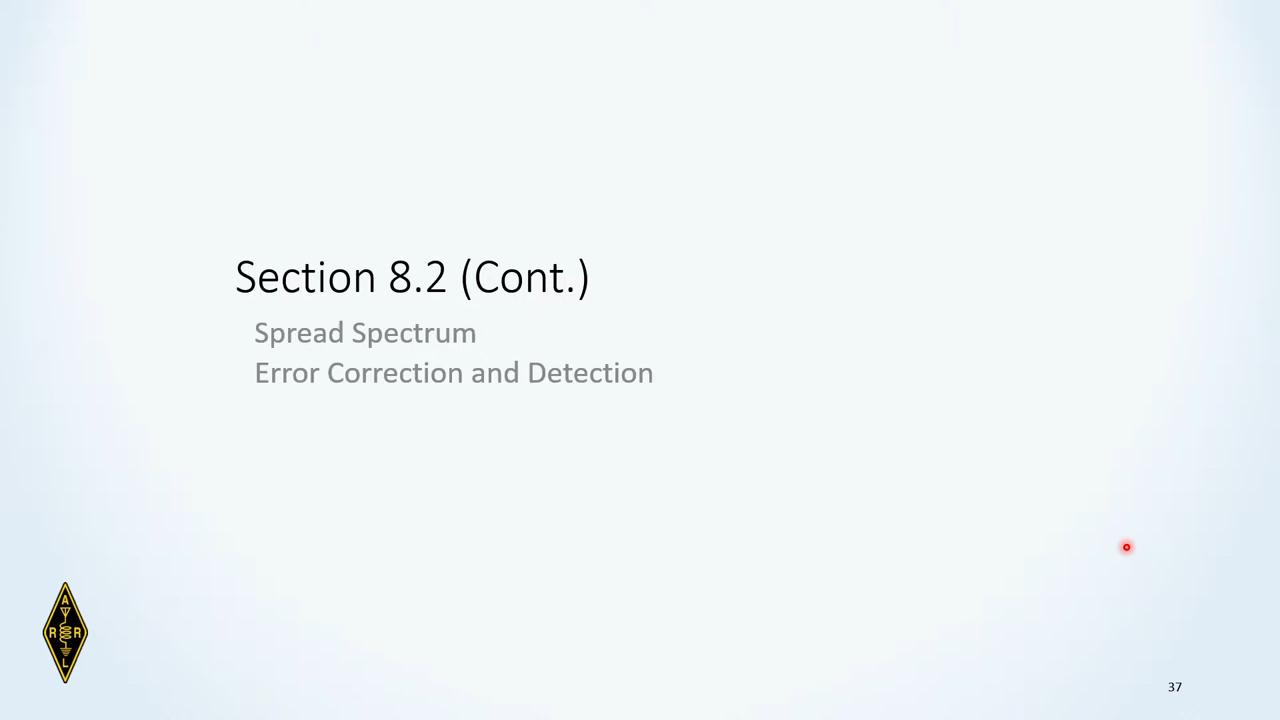 Section 8.2 (Cont.)
Spread Spectrum
Error Correction and Detection
A
R R
L
37